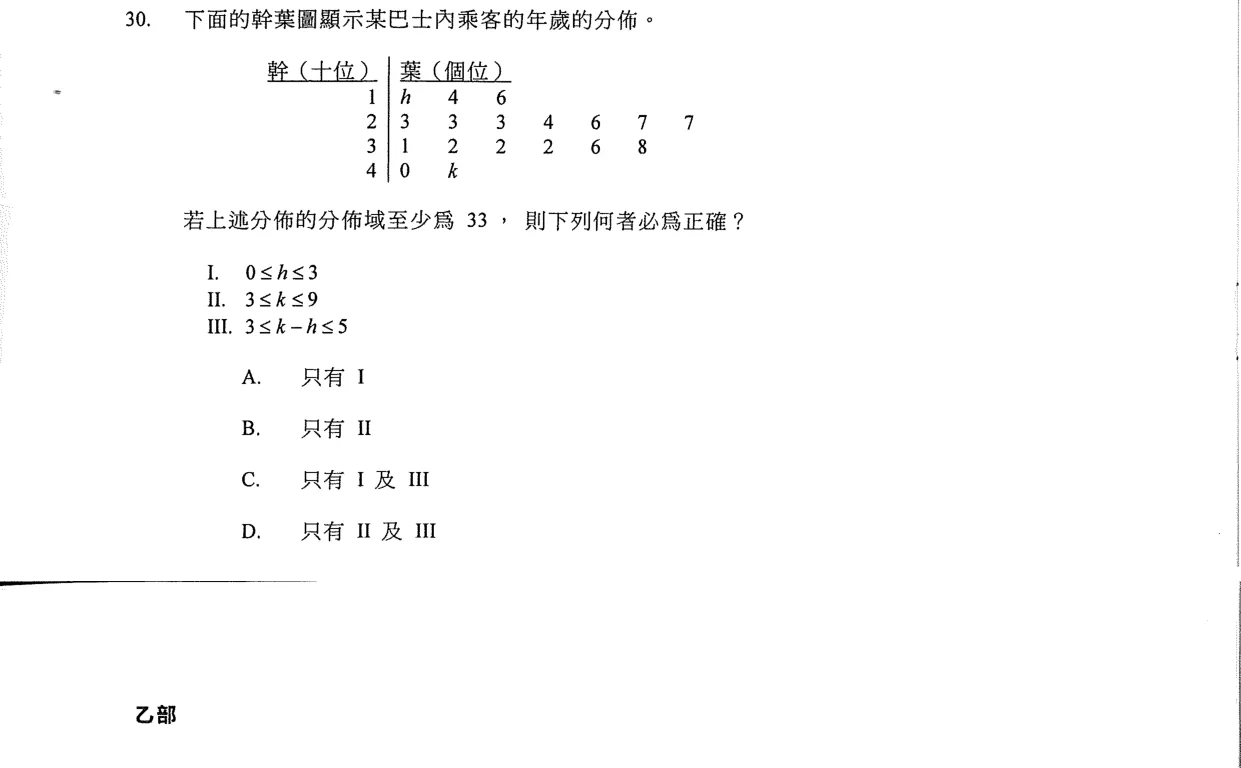 30. 下面的幹葉圖顯示某巴士內乘客的年歲的分佈。
幹（十位） 葉（個位）
1 h 4 6
2 3 3 3 4 6 7 7
3 1 2 2 2 6 8
4 0 k
若上述分佈的分佈域至少爲 33 ， 則下列何者必爲正確？
I. 0 ≤ h ≤ 3
II. 3 ≤ k ≤ 9
III. 3 ≤ k − h ≤ 5
A. 只有 I
B. 只有 II
C. 只有 I 及 III
D. 只有 II 及 III
乙部